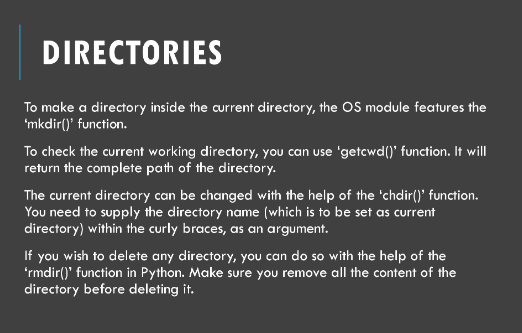 DIRECTORIES
To make a directory inside the current directory, the OS module features the
‘mkdir()’ function.
To check the current working directory, you can use ‘getcwd()’ function. It will
return the complete path of the directory.
The current directory can be changed with the help of the ‘chdir()’ function.
You need to supply the directory name (which is to be set as current
directory) within the curly braces, as an argument.
If you wish to delete any directory, you can do so with the help of the
‘rmdir()’ function in Python. Make sure you remove all the content of the
directory before deleting it.